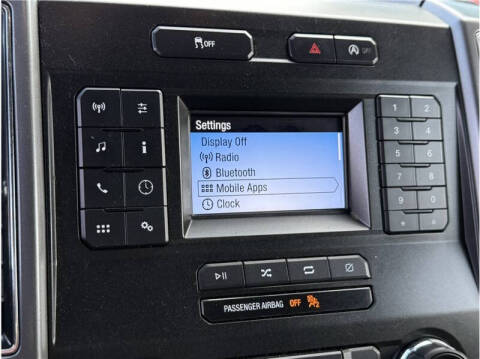 OFF
Settings
Display Off
Radio
Bluetooth
Mobile Apps
Clock
1 2
3 4
5 6
7 8
9 0
* #
PASSENGER AIRBAG OFF